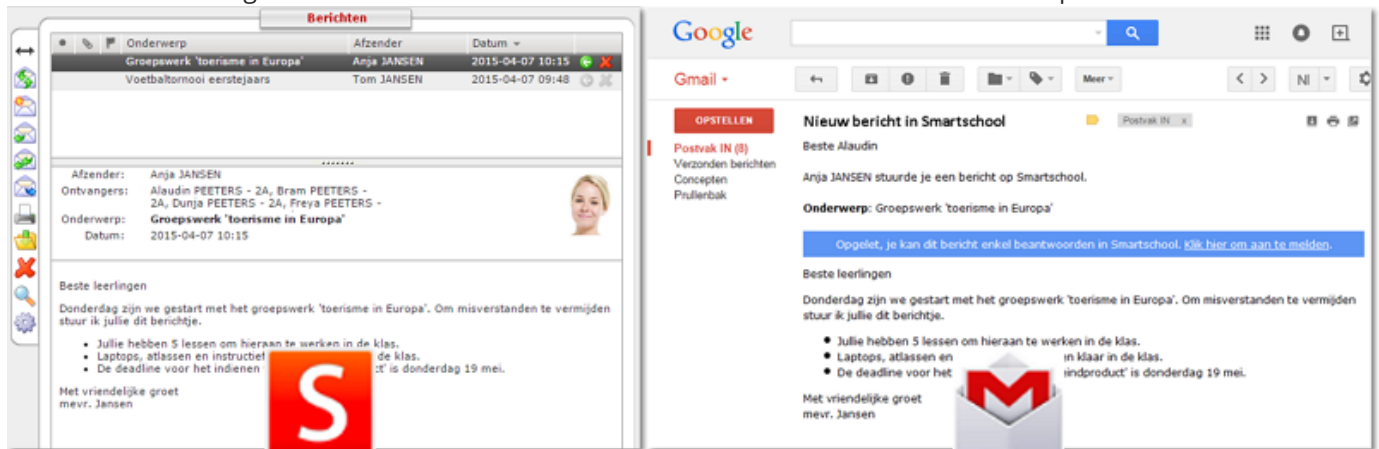 Berichten
Onderwerp Afzender Datum
Groepswerk 'toerisme in Europa' Anja JANSEN 2015-04-07 10:15
Voetbaltornooi eerstejaars Tom JANSEN 2015-04-07 09:48
Afzender: Anja JANSEN
Ontvangers: Alaudin PEETERS - 2A, Bram PEETERS -
2A, Dunja PEETERS - 2A, Freya PEETERS -
Onderwerp: Groepswerk 'toerisme in Europa'
Datum: 2015-04-07 10:15
Beste leerlingen
Donderdag zijn we gestart met het groepswerk 'toerisme in Europa'. Om misverstanden te vermijden
stuur ik jullie dit berichtje.
• Jullie hebben 5 lessen om hieraan te werken in de klas.
• Laptops, atlassen en de klas.
• De deadline voor het indienen is donderdag 19 mei.
Met vriendelijke groet
mevr. Jansen
S
Google
Gmail Meer Nl
OPSTELLEN
Postvak IN (8)
Verzonden berichten
Concepten
Prullenbak
Nieuw bericht in Smartschool Postvak IN x
Beste Alaudin
Anja JANSEN stuurde je een bericht op Smartschool.
Onderwerp: Groepswerk 'toerisme in Europa'
Opgelet, je kan dit bericht enkel beantwoorden in Smartschool. Klik hier om aan te melden.
Beste leerlingen
Donderdag zijn we gestart met het groepswerk 'toerisme in Europa'. Om misverstanden te vermijden
stuur ik jullie dit berichtje.
• Jullie hebben 5 lessen om hieraan te werken in de klas.
• Laptops, atlassen en klaar in de klas.
• De deadline voor het eindproduct' is donderdag 19 mei.
Met vriendelijke groet
mevr. Jansen